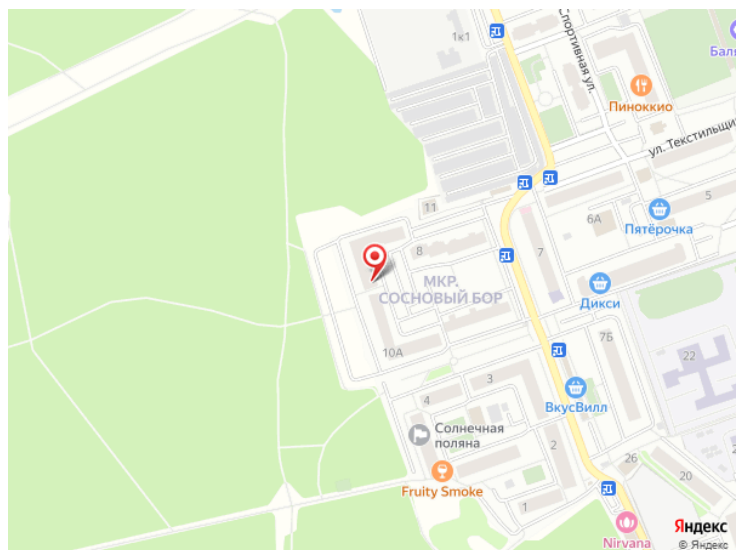 1к1
Спортивная ул.
Баля
Пиноккио
ул. Текстильщи
5
11
6А
Пятёрочка
8
7
МКР.
СОСНОВЫЙ БОР
Дикси
10А
7Б
22
3
4
ВкусВилл
Солнечная
поляна
2
26
20
Fruity Smoke
1
Nirvana
Яндекс
© Яндекс